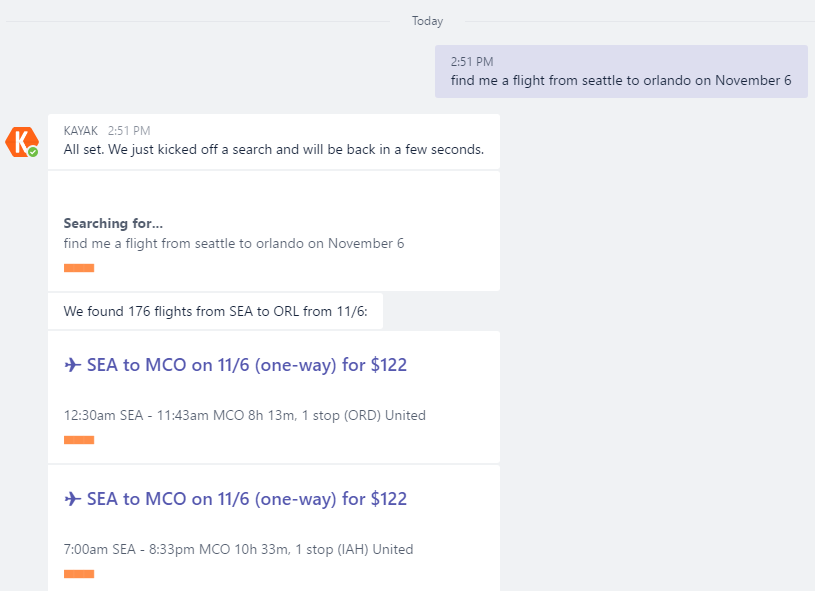 Today
2:51 PM
find me a flight from seattle to orlando on November 6
K
KAYAK 2:51 PM
All set. We just kicked off a search and will be back in a few seconds.
Searching for...
find me a flight from seattle to orlando on November 6
We found 176 flights from SEA to ORL from 11/6:
✈ SEA to MCO on 11/6 (one-way) for $122
12:30am SEA - 11:43am MCO 8h 13m, 1 stop (ORD) United
✈ SEA to MCO on 11/6 (one-way) for $122
7:00am SEA - 8:33pm MCO 10h 33m, 1 stop (IAH) United